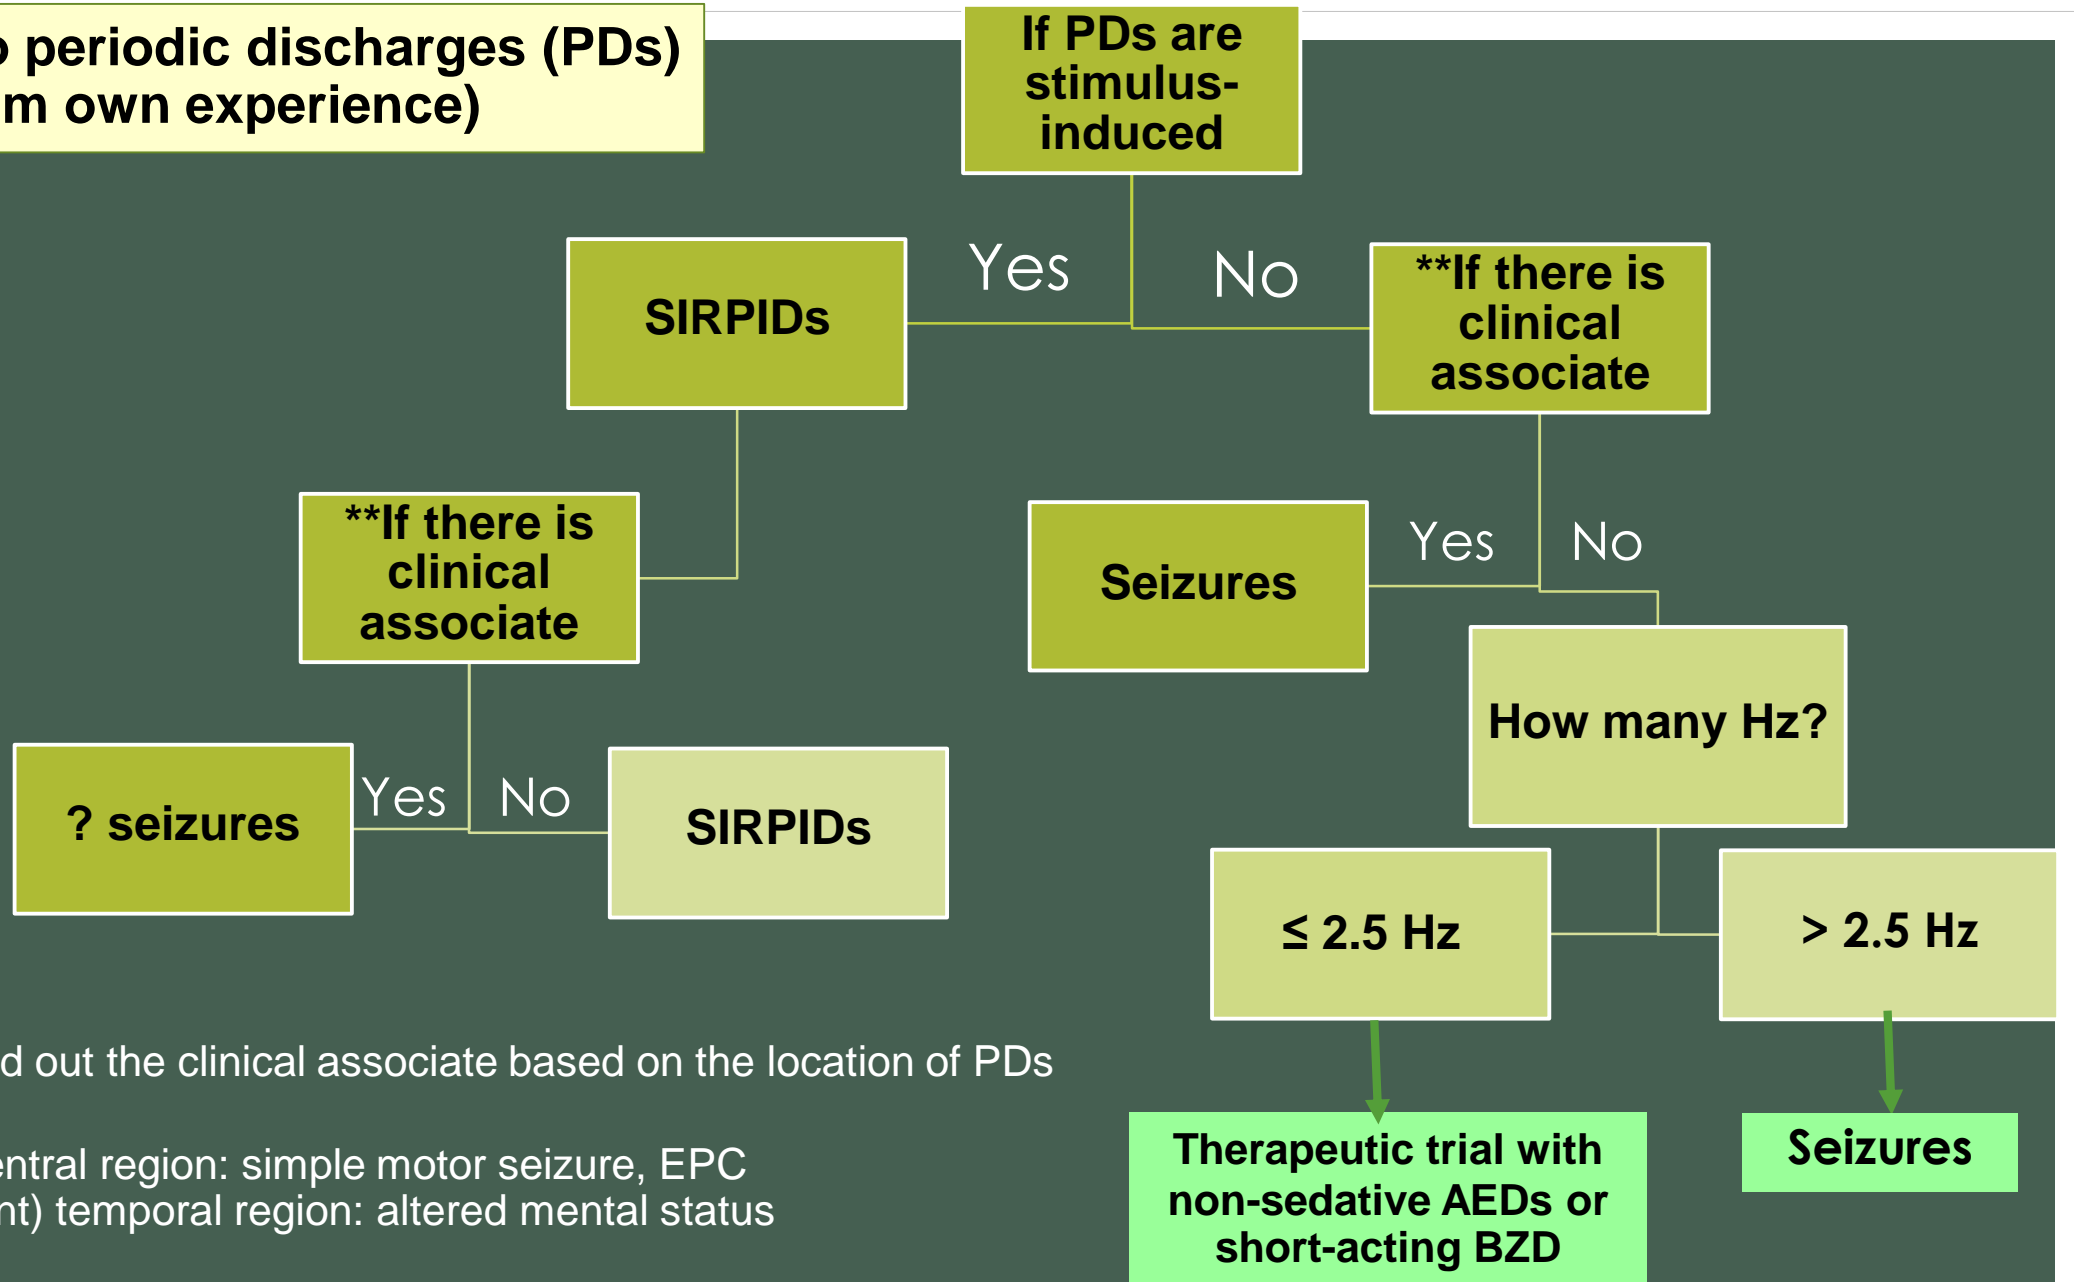 periodic discharges (PDs)
own experience)
If PDs are
stimulus-
induced
Yes
No
SIRPIDs
**If there is
clinical
associate
**If there is
clinical
associate
Seizures
Yes
No
How many Hz?
? seizures
Yes
No
SIRPIDs
≤ 2.5 Hz
> 2.5 Hz
out the clinical associate based on the location of PDs
region: simple motor seizure, EPC
temporal region: altered mental status
Therapeutic trial with
non-sedative AEDs or
short-acting BZD
Seizures